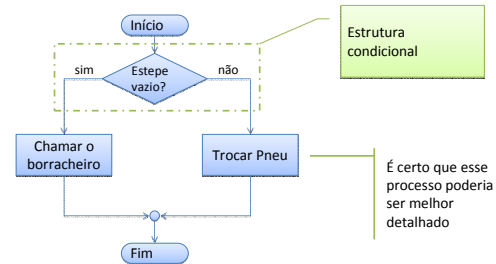 Início
Estrutura
condicional
sim
Estepe
vazio?
não
Chamar o
borracheiro
Trocar Pneu
É certo que esse
processo poderia
ser melhor
detalhado
Fim